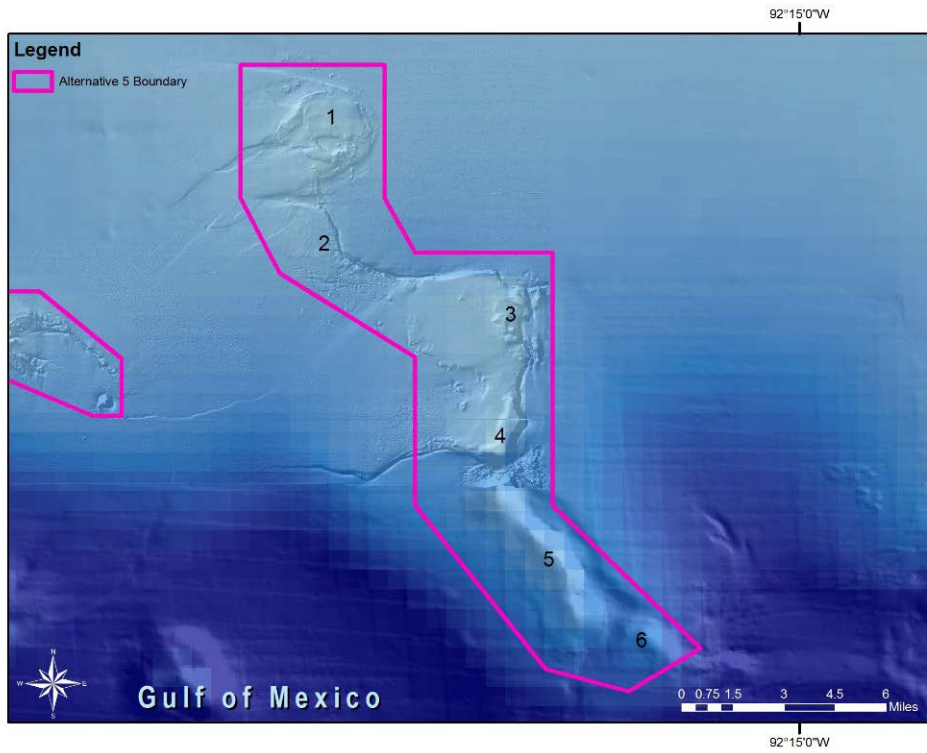 92°15'0"W
Legend
Alternative 5 Boundary
1
2
3
4
5
6
N
W E
S
Gulf of Mexico
0 0.75 1.5 3 4.5 6
Miles
92°15'0"W